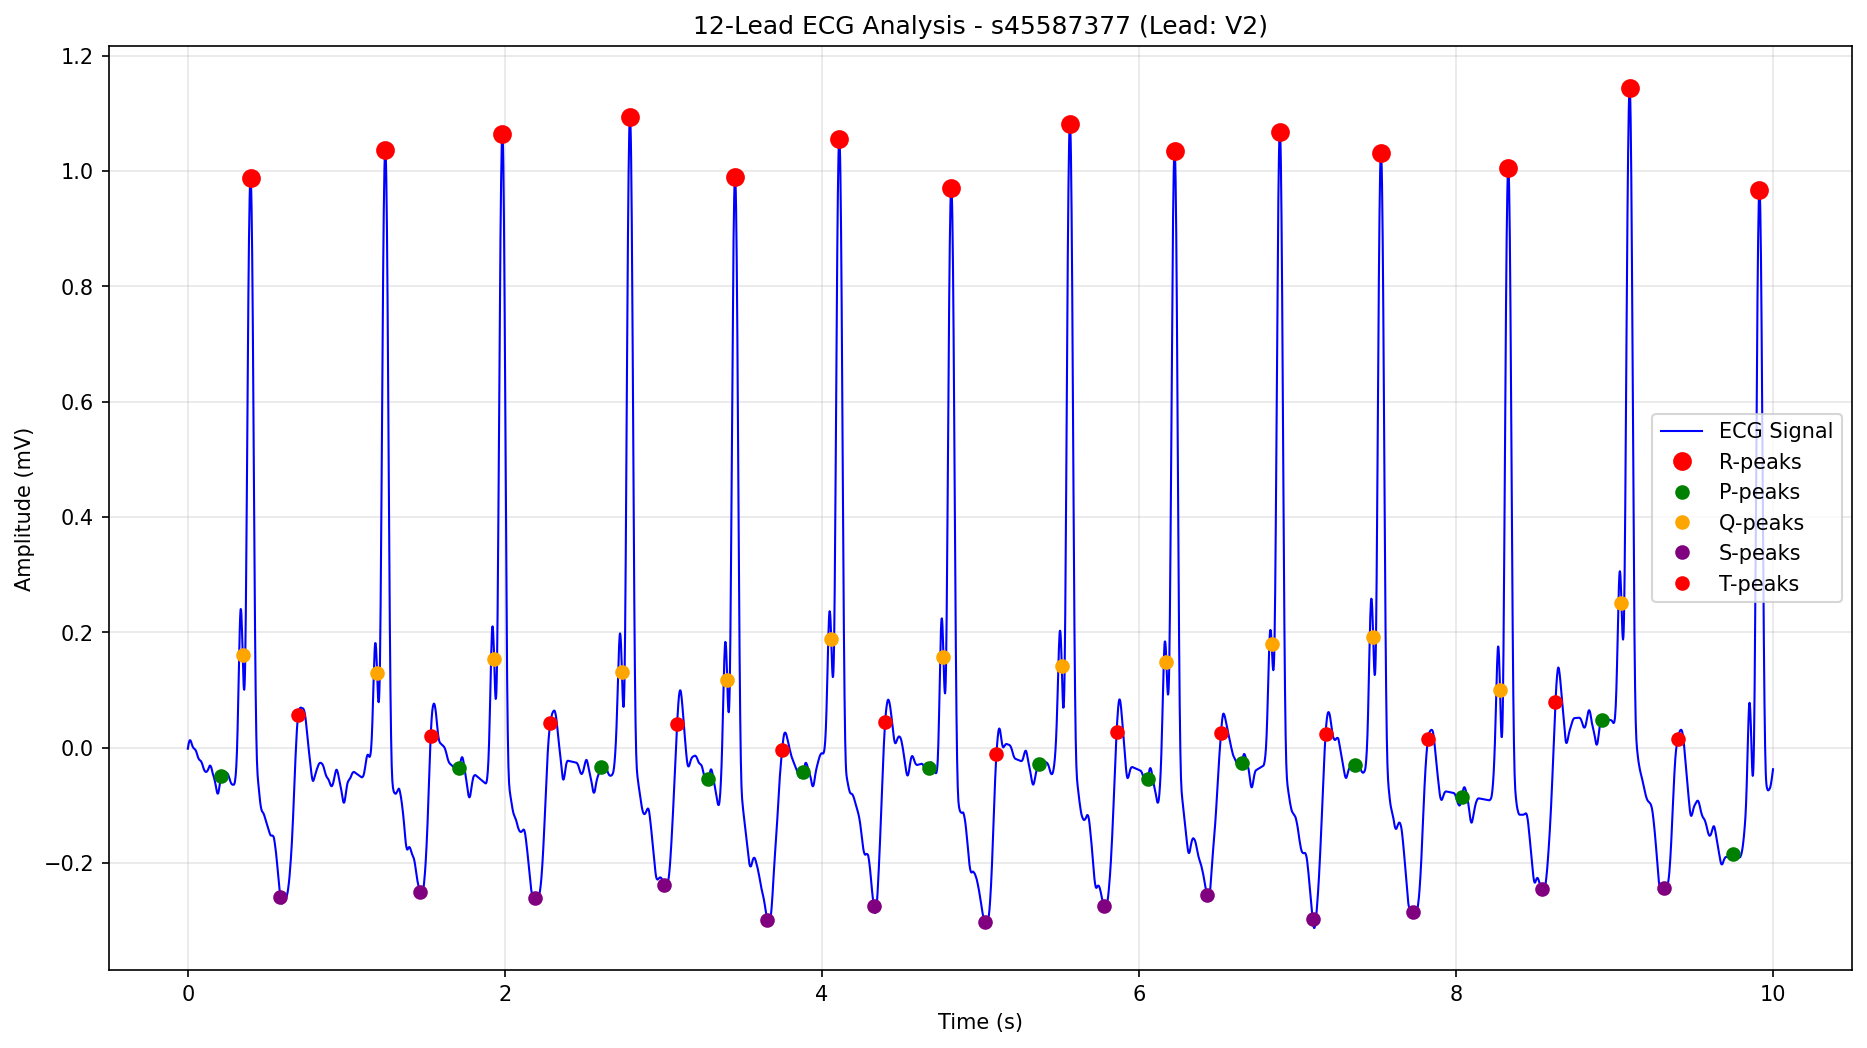 12-Lead ECG Analysis - s45587377 (Lead: V2)
Amplitude (mV)
1.2
1.0
0.8
0.6
0.4
0.2
0.0
−0.2
ECG Signal
R-peaks
P-peaks
Q-peaks
S-peaks
T-peaks
0 2 4 6 8 10
Time (s)